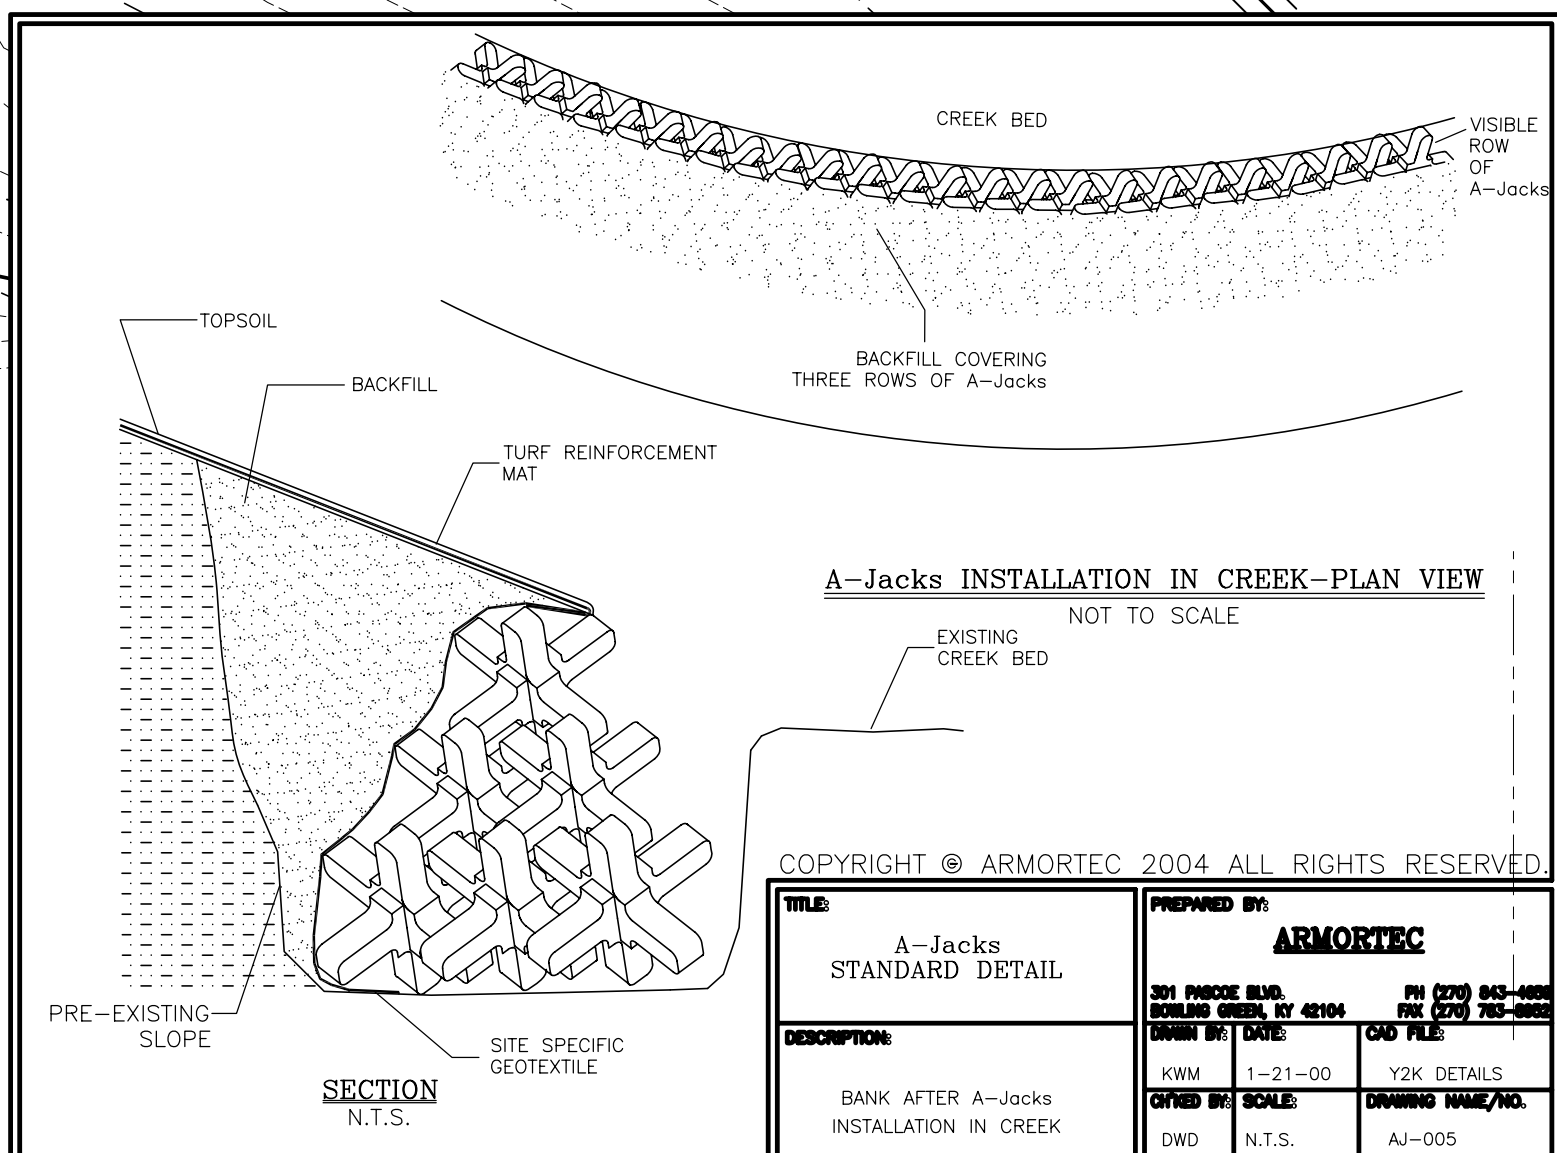 CREEK BED
VISIBLE
ROW
OF
A-Jacks
TOPSOIL
BACKFILL
BACKFILL COVERING
THREE ROWS OF A-Jacks
TURF REINFORCEMENT
MAT
A-Jacks INSTALLATION IN CREEK-PLAN VIEW
NOT TO SCALE
EXISTING
CREEK BED
COPYRIGHT © ARMORTEC 2004 ALL RIGHTS RESERVED.
PRE-EXISTING
SLOPE
SITE SPECIFIC
GEOTEXTILE
SECTION
N.T.S.
TITLE:
A-Jacks
STANDARD DETAIL
DESCRIPTION:
BANK AFTER A-Jacks
INSTALLATION IN CREEK
PREPARED BY:
ARMORTEC
301 PASCOE BLVD. PH (270) 843-
BOWLING GREEN, KY 42104 FAX (270) 783-
DRAWN BY: DATE: CAD FILE:
KWM 1-21-00 Y2K DETAILS
CH'KED BY: SCALE: DRAWING NAME/NO.
DWD N.T.S. AJ-005